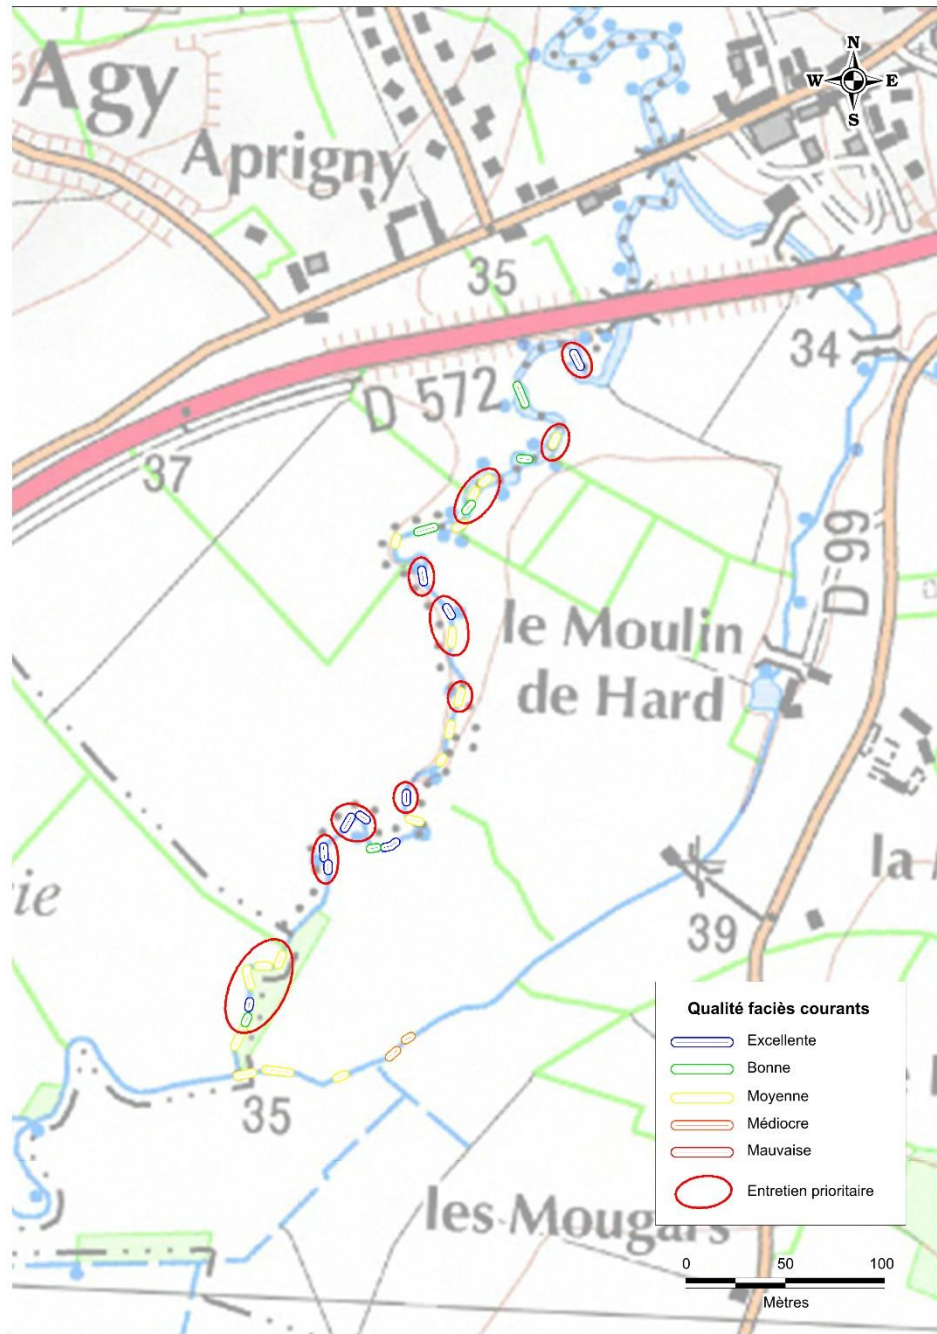 Agy
Aprigny
N
W E
S
35
34
D 572
37
D 99
le Moulin
de Hard
la
ie
39
35
les Mougars
Qualité faciès courants
Excellente
Bonne
Moyenne
Médiocre
Mauvaise
Entretien prioritaire
0 50 100
Mètres